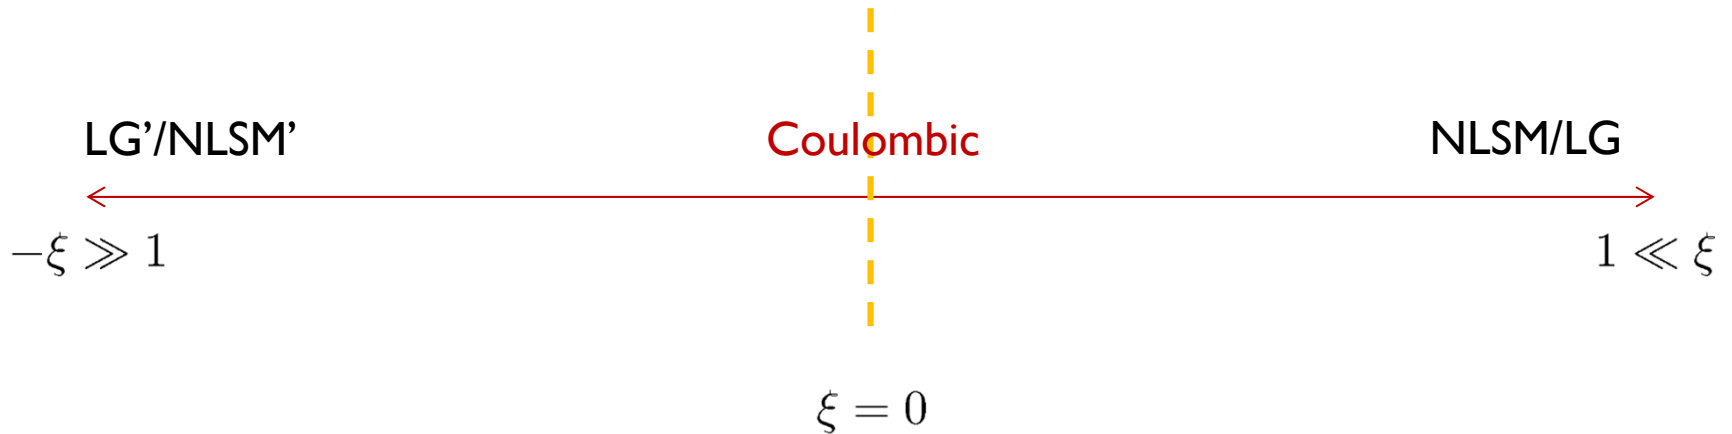 LG’/NLSM’ Coulombic NLSM/LG
−ξ ≫ 1 1 ≪ ξ
ξ = 0